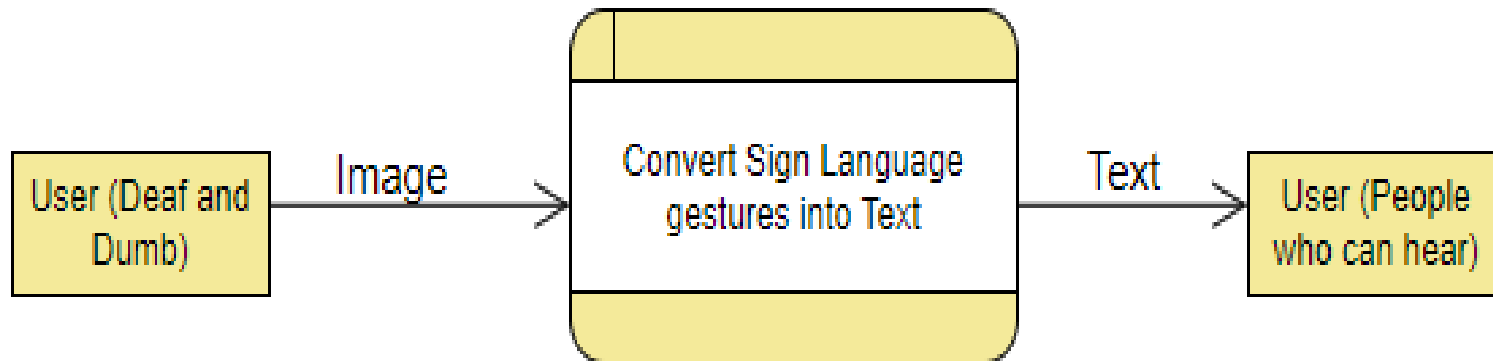 User (Deaf and
Dumb)
Image
Convert Sign Language
gestures into Text
Text
User (People
who can hear)